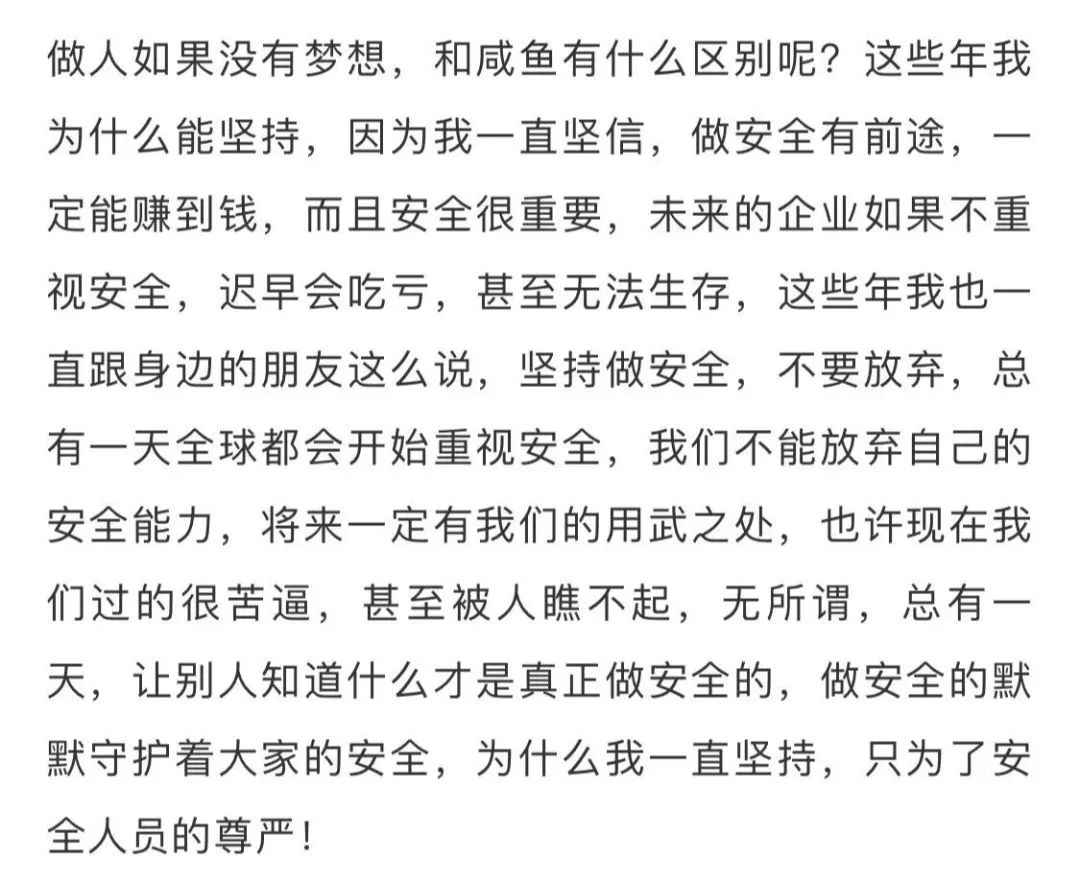 做人如果没有梦想，和咸鱼有什么区别呢？这些年我
为什么能坚持，因为我一直坚信，做安全有前途，一
定能赚到钱，而且安全很重要，未来的企业如果不重
视安全，迟早会吃亏，甚至无法生存，这些年我也一
直跟身边的朋友这么说，坚持做安全，不要放弃，总
有一天全球都会开始重视安全，我们不能放弃自己的
安全能力，将来一定有我们的用武之处，也许现在我
们过的很苦逼，甚至被人瞧不起，无所谓，总有一
天，让别人知道什么才是真正做安全的，做安全的默
默守护着大家的安全，为什么我一直坚持，只为了安
全人员的尊严！